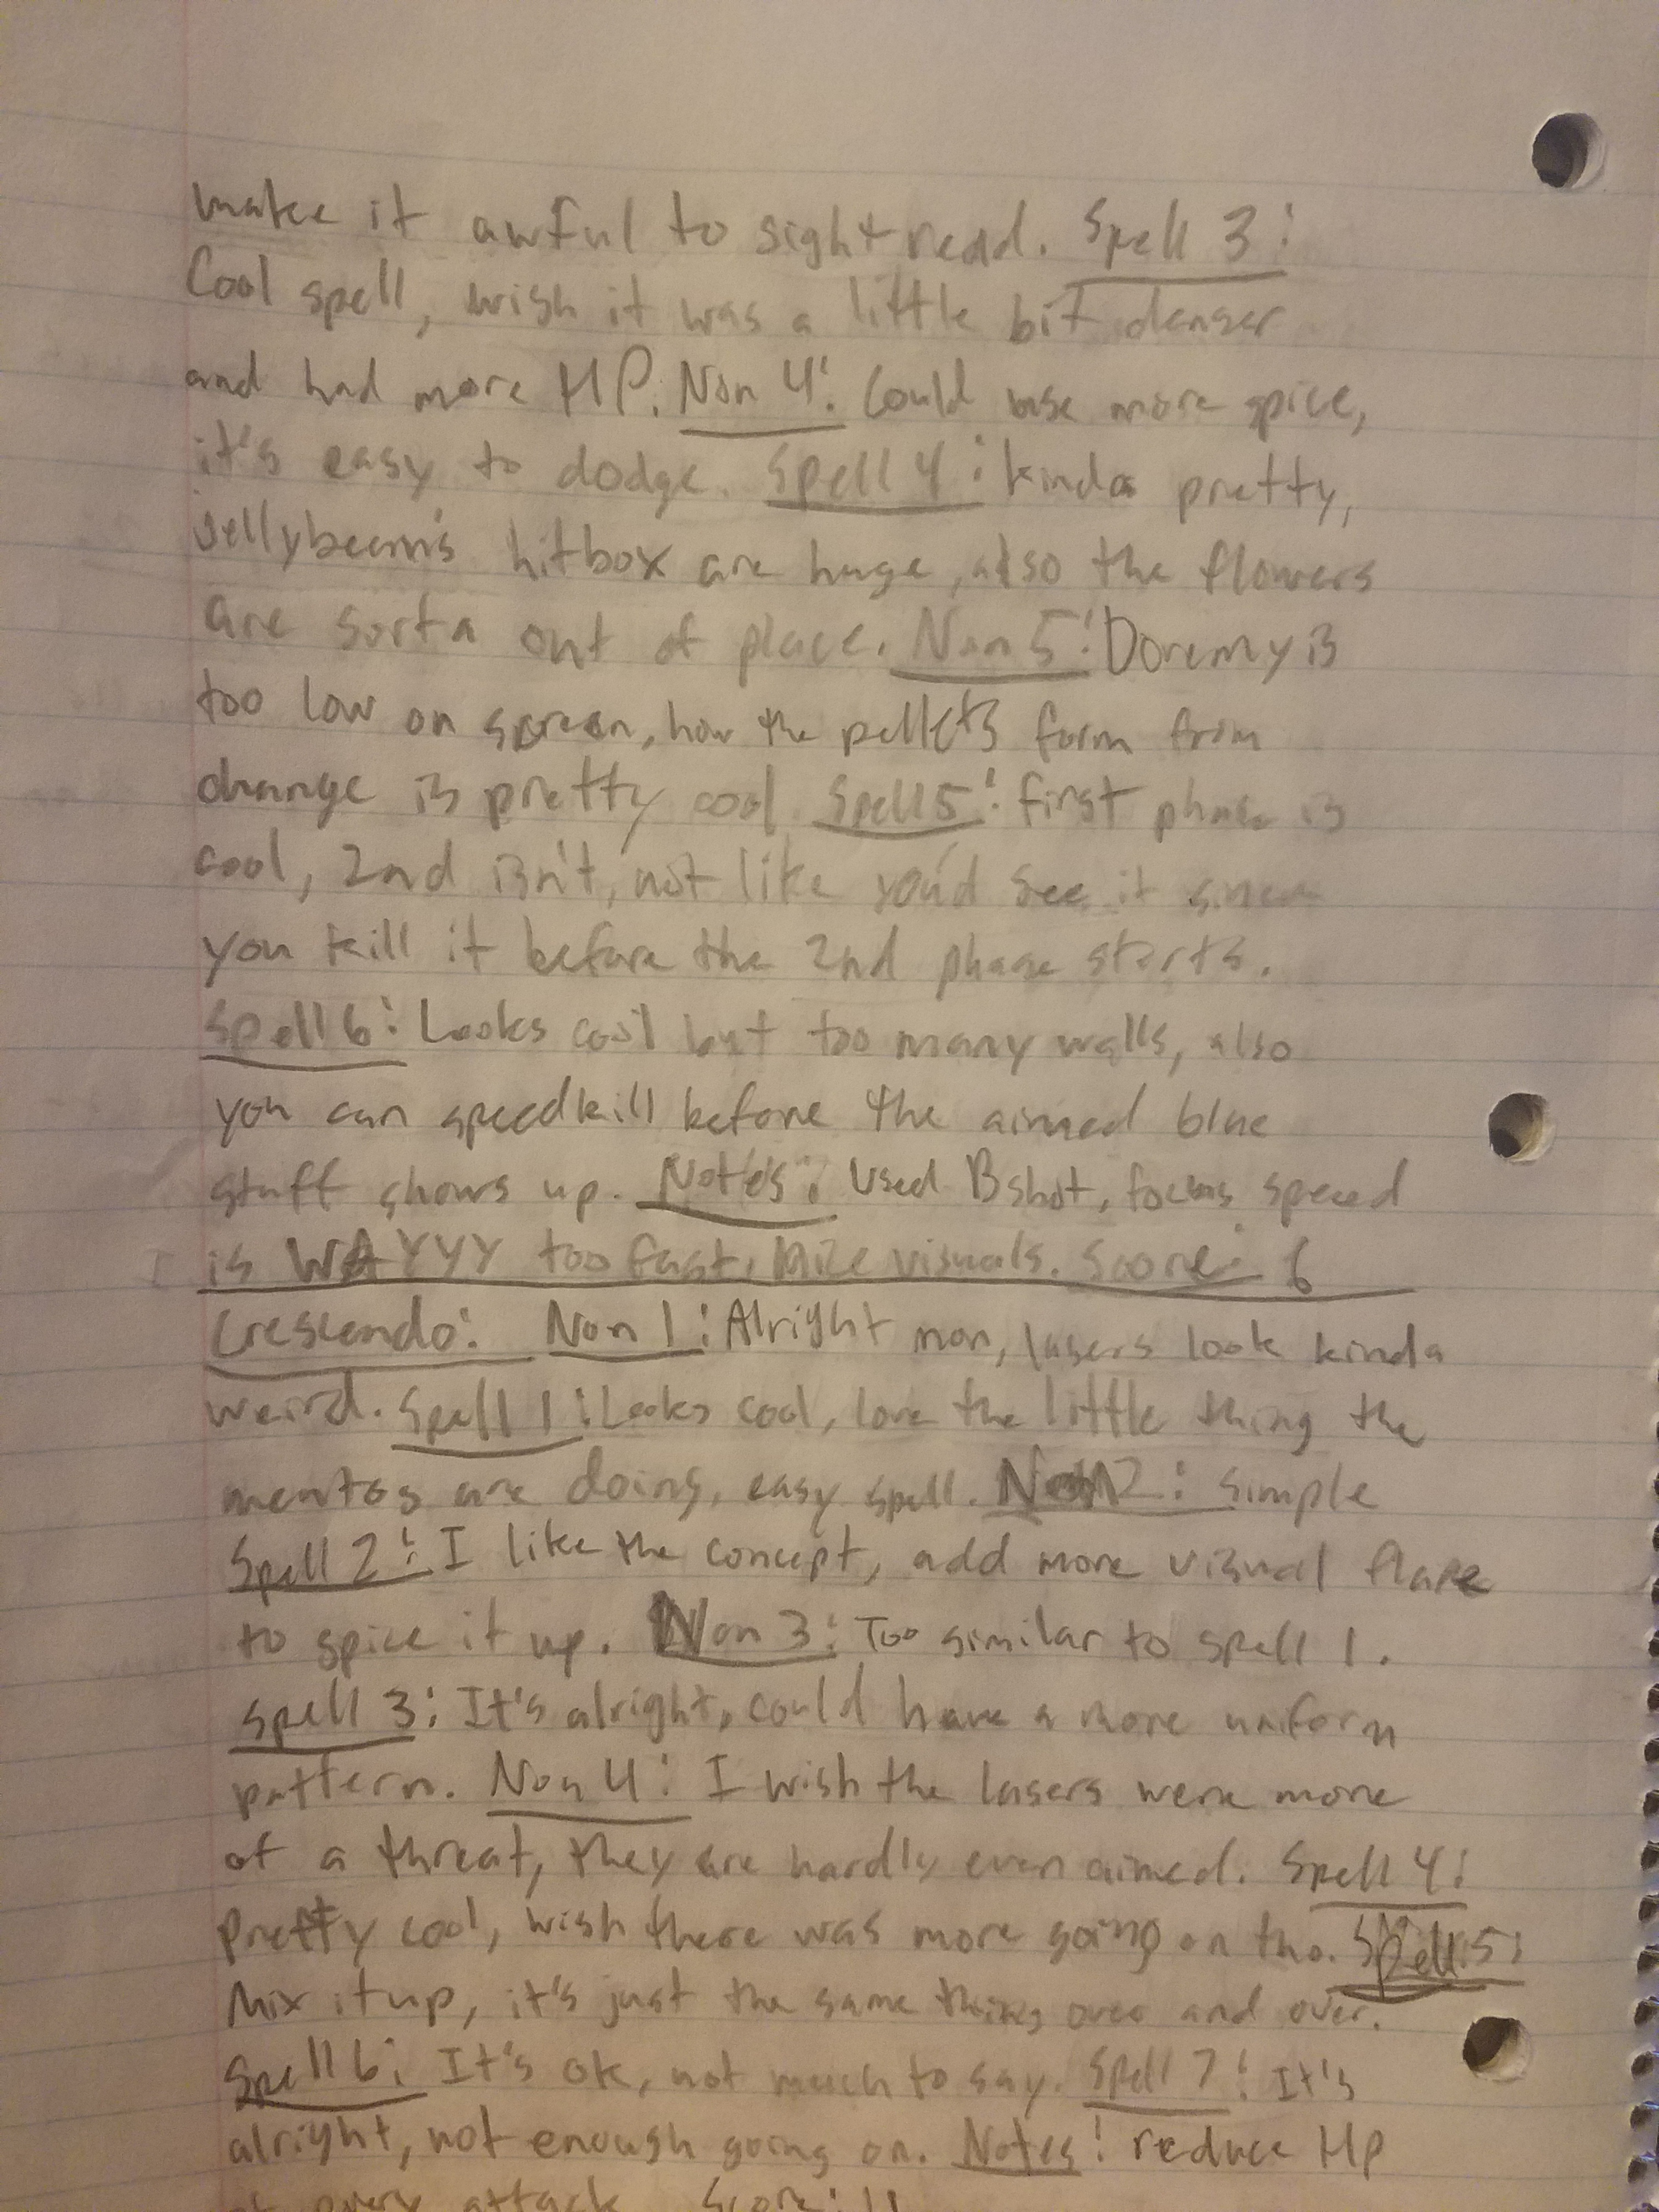 make it awful to sightread. Spell 3:
Cool spell, wish it was a little bit denser
and had more HP. Non 4: Could use more spice,
it's easy to dodge. Spell 4: kinda pretty,
Jellybean's hitbox are huge, also the flowers
are sorta out of place. Non 5: Doremy is
too low on screen, how the pellets form from
change is pretty cool. Spell 5: first phase is
cool, 2nd isn't, not like you'd see it since
you kill it before the 2nd phase starts.
Spell 6: Looks cool but too many walls, also
you can speedkill before the aimed blue
stuff shows up. Notes: Used B shot, focus speed
is WAYYYY too fast, Nice visuals. Score: 6
Crescendo: Non 1: Alright non, lasers look kinda
weird. Spell 1: Looks cool, love the little thing the
mentos are doing, easy spell. Non 2: Simple
Spell 2: I like the concept, add more visual flare
to spice it up. Non 3: Too similar to spell 1.
Spell 3: It's alright, could have a more uniform
pattern. Non 4: I wish the lasers were more
of a threat, they are hardly even aimed. Spell 4:
Pretty cool, wish there was more going on tho. Spell 5:
Mix it up, it's just the same thing over and over.
Spell 6: It's ok, not much to say. Spell 7: It's
alright, not enough going on. Notes: reduce HP
every attack Score: 11